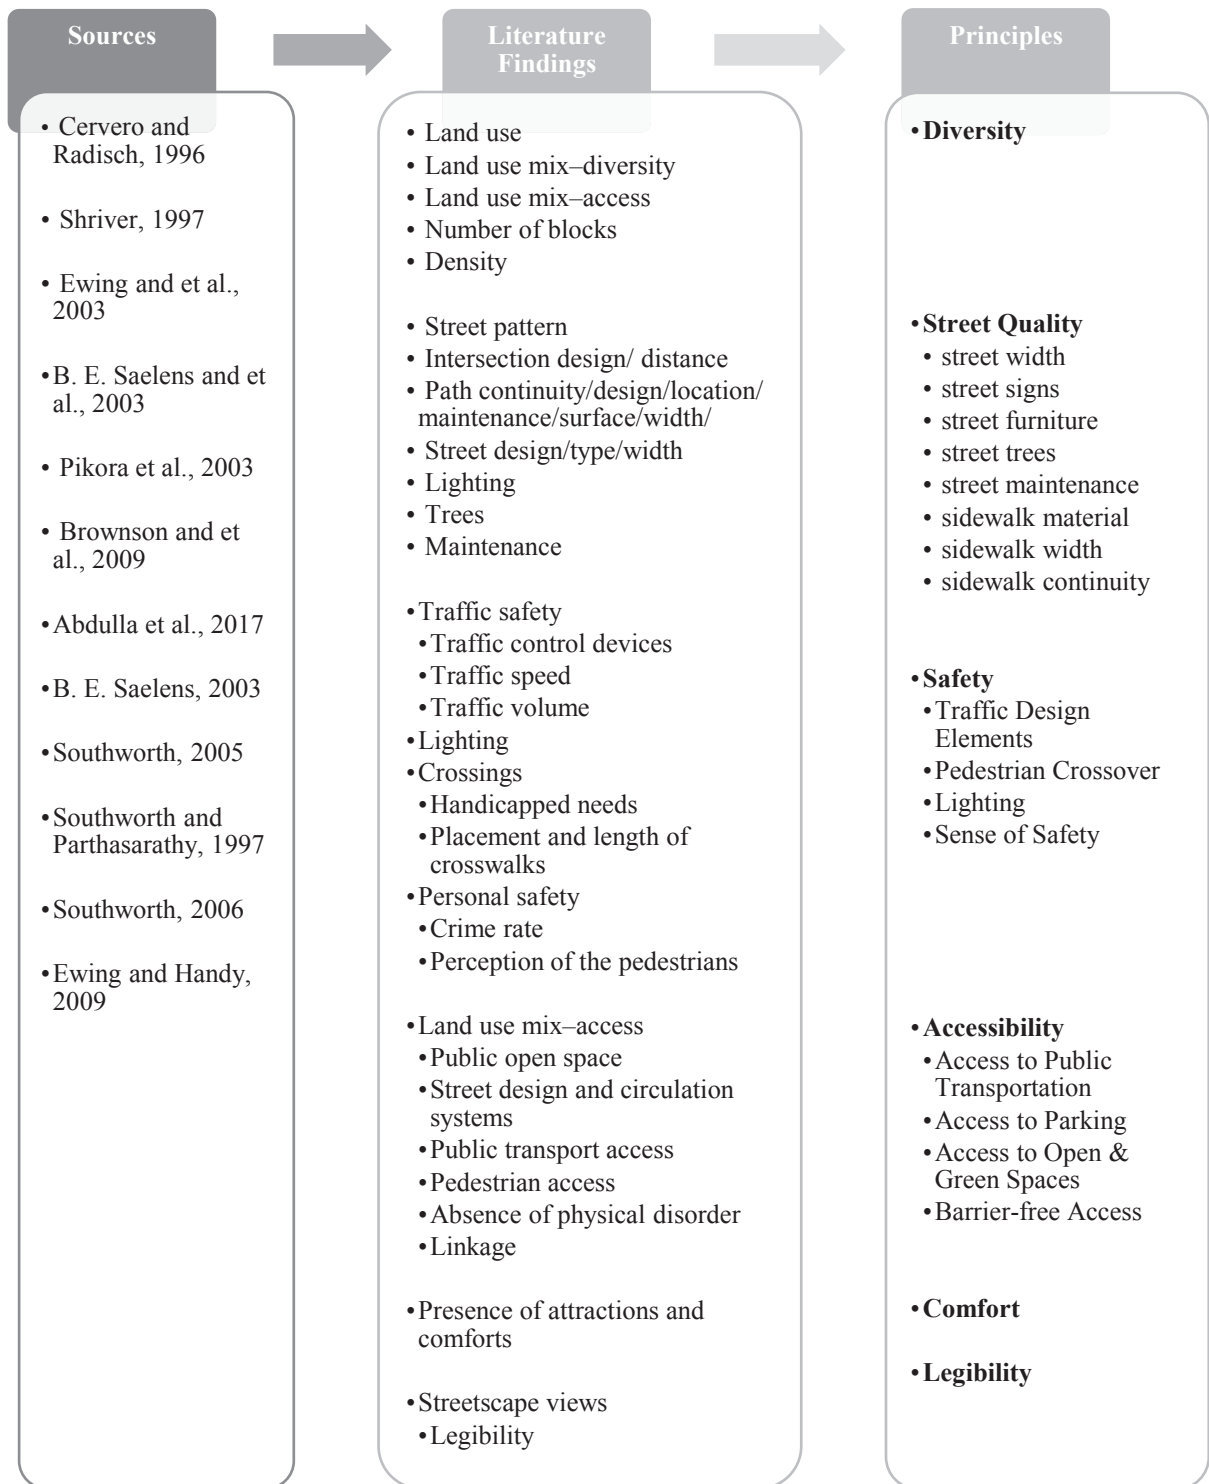 Sources
• Cervero and
Radisch, 1996
• Shriver, 1997
• Ewing and et al.,
2003
• B. E. Saelens and et
al., 2003
• Pikora et al., 2003
• Brownson and et
al., 2009
• Abdulla et al., 2017
• B. E. Saelens, 2003
• Southworth, 2005
• Southworth and
Parthasarathy, 1997
• Southworth, 2006
• Ewing and Handy,
2009
Literature
Findings
• Land use
• Land use mix–diversity
• Land use mix–access
• Number of blocks
• Density
• Street pattern
• Intersection design/ distance
• Path continuity/design/location/
maintenance/surface/width/
• Street design/type/width
• Lighting
• Trees
• Maintenance
• Traffic safety
• Traffic control devices
• Traffic speed
• Traffic volume
• Lighting
• Crossings
• Handicapped needs
• Placement and length of
crosswalks
• Personal safety
• Crime rate
• Perception of the pedestrians
• Land use mix–access
• Public open space
• Street design and circulation
systems
• Public transport access
• Pedestrian access
• Absence of physical disorder
• Linkage
• Presence of attractions and
comforts
• Streetscape views
• Legibility
Principles
• Diversity
• Street Quality
• street width
• street signs
• street furniture
• street trees
• street maintenance
• sidewalk material
• sidewalk width
• sidewalk continuity
• Safety
• Traffic Design
Elements
• Pedestrian Crossover
• Lighting
• Sense of Safety
• Accessibility
• Access to Public
Transportation
• Access to Parking
• Access to Open &
Green Spaces
• Barrier-free Access
• Comfort
• Legibility